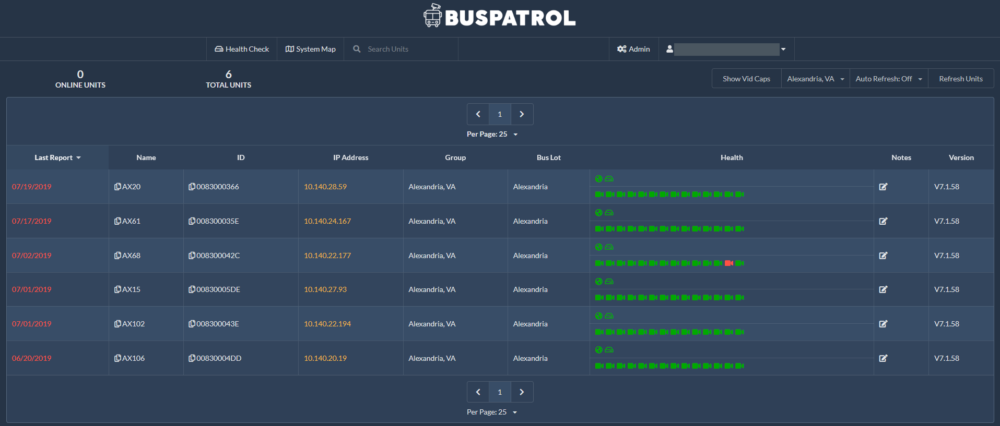 BUSPATROL
Health Check System Map Search Units Admin
0 6
ONLINE UNITS TOTAL UNITS
Show Vid Caps Alexandria, VA Auto Refresh: Off Refresh Units
1
Per Page: 25
Last Report Name ID IP Address Group Bus Lot Health Notes Version
07/19/2019 AX20 0083000366 10.140.28.59 Alexandria, VA Alexandria V7.1.58
07/17/2019 AX61 008300035E 10.140.24.167 Alexandria, VA Alexandria V7.1.58
07/02/2019 AX68 008300042C 10.140.22.177 Alexandria, VA Alexandria V7.1.58
07/01/2019 AX15 00830005DE 10.140.27.93 Alexandria, VA Alexandria V7.1.58
07/01/2019 AX102 008300043E 10.140.22.194 Alexandria, VA Alexandria V7.1.58
06/20/2019 AX106 00830004DD 10.140.20.19 Alexandria, VA Alexandria V7.1.58
1
Per Page: 25